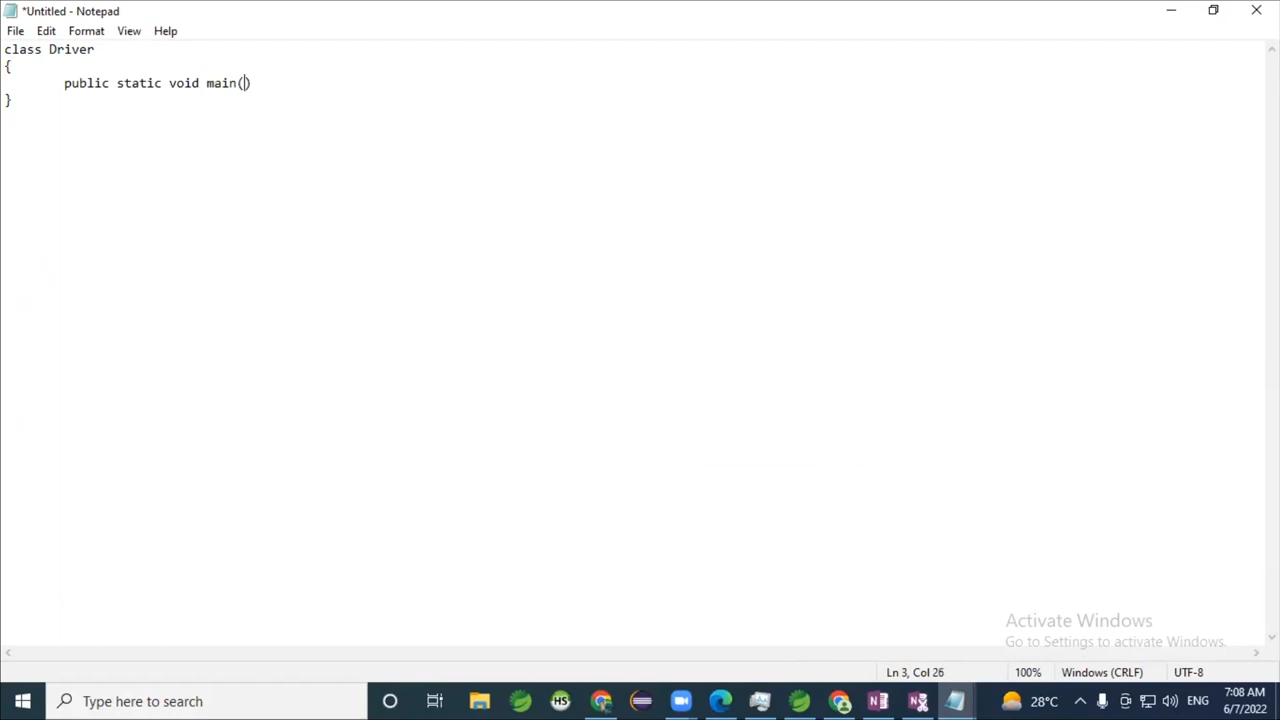 *Untitled - Notepad
File Edit Format View Help
class Driver
{
public static void main()
}
Activate Windows
Go to Settings to activate Windows.
Ln 3, Col 26 100% Windows (CRLF) UTF-8
Type here to search HS 28°C ENG 7:08 AM
6/7/2022